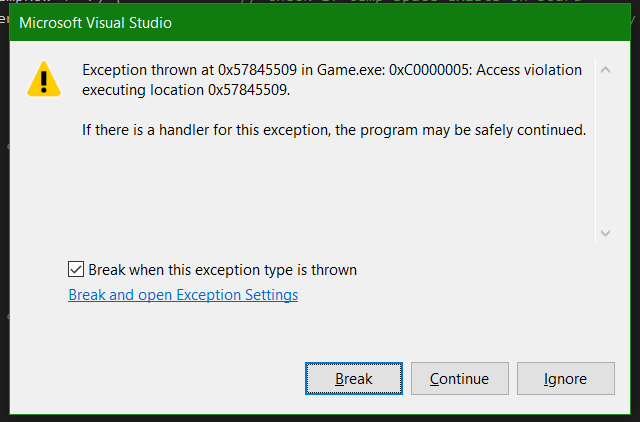 Microsoft Visual Studio
Exception thrown at 0x57845509 in Game.exe: 0xC0000005: Access violation
executing location 0x57845509.
If there is a handler for this exception, the program may be safely continued.
Break when this exception type is thrown
Break and open Exception Settings
Break
Continue
Ignore